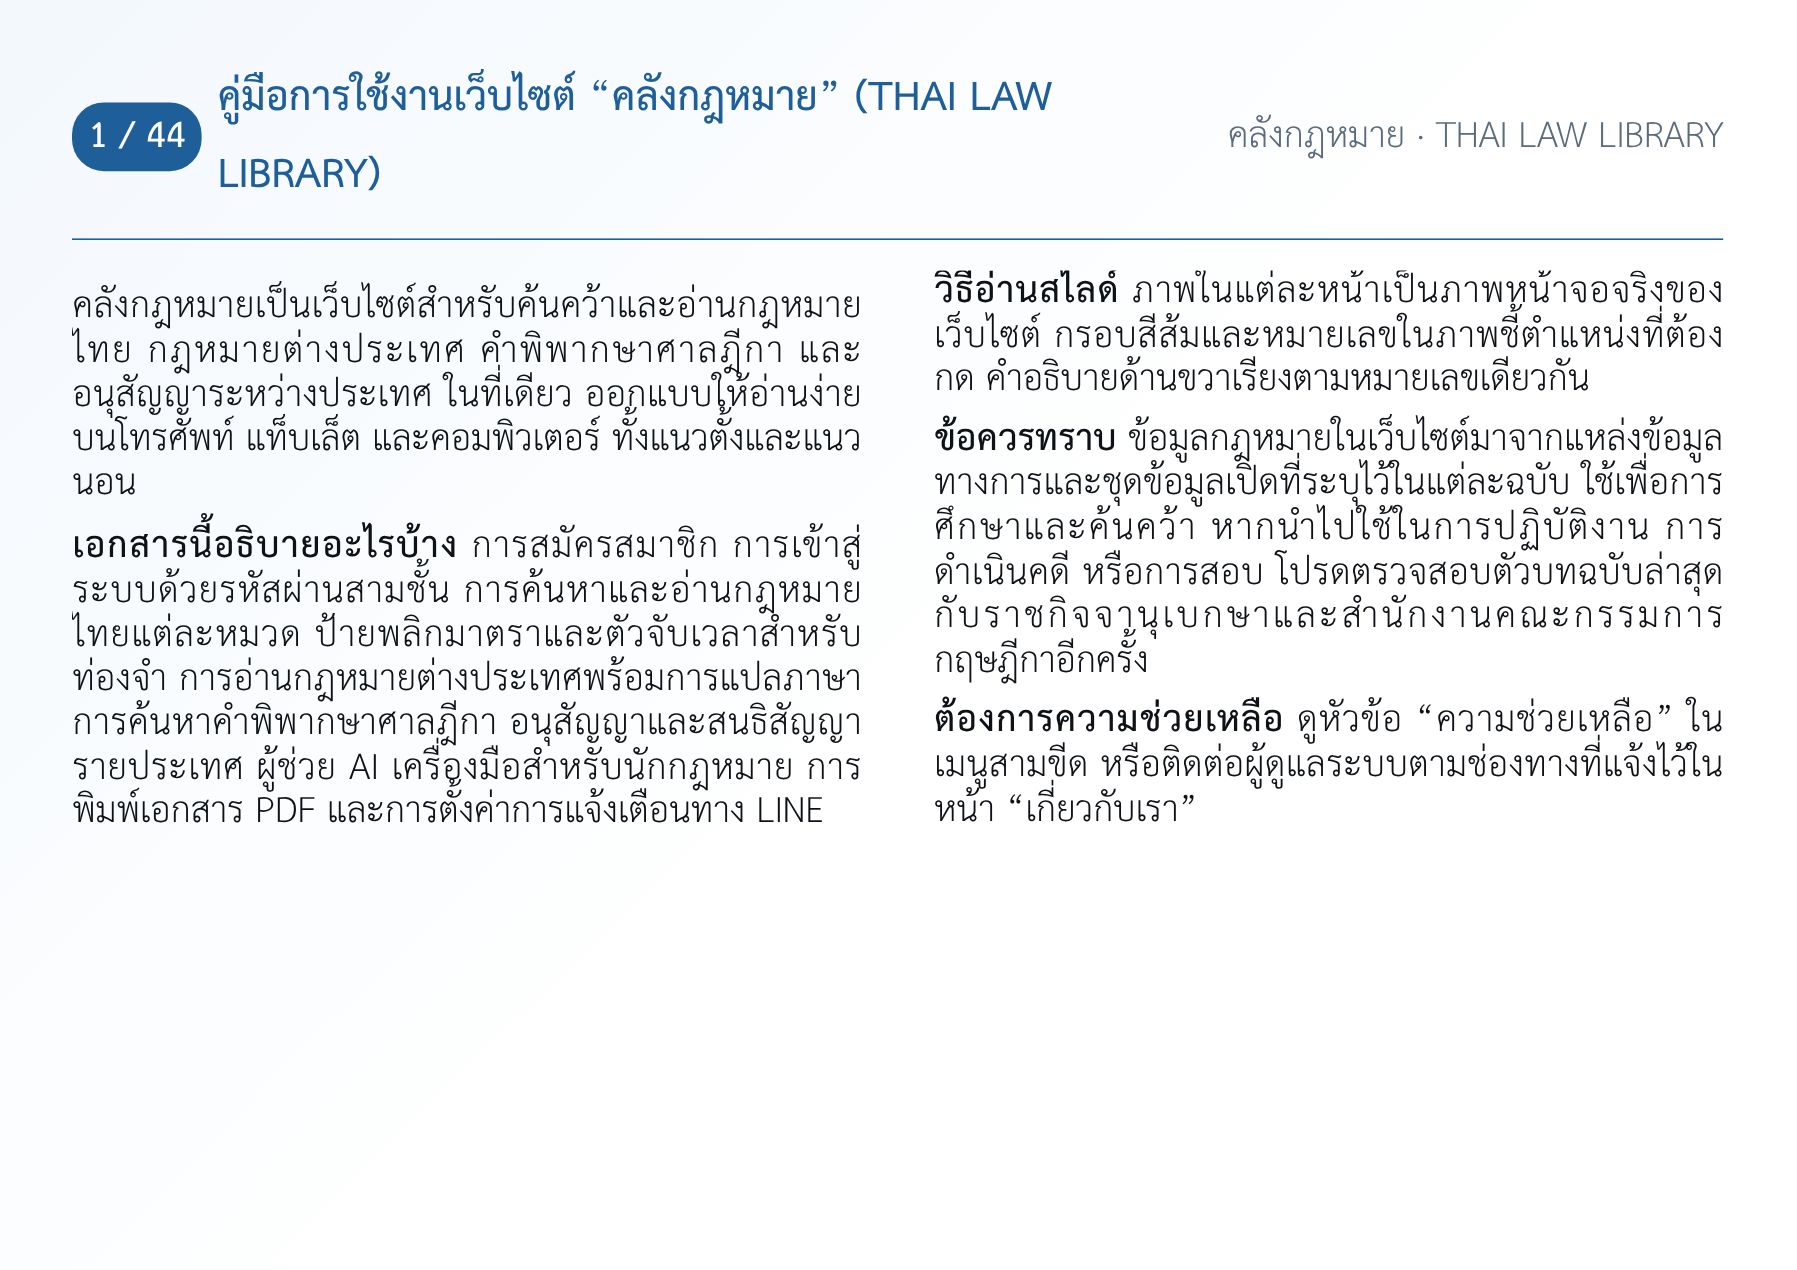 1 / 44
คู่มือการใช้งานเว็บไซต์ “คลังกฎหมาย” (THAI LAW
LIBRARY)
คลังกฎหมาย · THAI LAW LIBRARY
คลังกฎหมายเป็นเว็บไซต์สำหรับค้นคว้าและอ่านกฎหมาย
ไทย กฎหมายต่างประเทศ คำพิพากษาศาลฎีกา และ
อนุสัญญาระหว่างประเทศ ในที่เดียว ออกแบบให้อ่านง่าย
บนโทรศัพท์ แท็บเล็ต และคอมพิวเตอร์ ทั้งแนวตั้งและแนว
นอน
เอกสารนี้อธิบายอะไรบ้าง การสมัครสมาชิก การเข้าสู่
ระบบด้วยรหัสผ่านสามชั้น การค้นหาและอ่านกฎหมาย
ไทยแต่ละหมวด ป้ายพลิกมาตราและตัวจับเวลาสำหรับ
ท่องจำ การอ่านกฎหมายต่างประเทศพร้อมการแปลภาษา
การค้นหาคำพิพากษาศาลฎีกา อนุสัญญาและสนธิสัญญา
รายประเทศ ผู้ช่วย AI เครื่องมือสำหรับนักกฎหมาย การ
พิมพ์เอกสาร PDF และการตั้งค่าการแจ้งเตือนทาง LINE
วิธีอ่านสไลด์ ภาพในแต่ละหน้าเป็นภาพหน้าจอจริงของ
เว็บไซต์ กรอบสีส้มและหมายเลขในภาพชี้ตำแหน่งที่ต้อง
กด คำอธิบายด้านขวาเรียงตามหมายเลขเดียวกัน
ข้อควรทราบ ข้อมูลกฎหมายในเว็บไซต์มาจากแหล่งข้อมูล
ทางการและชุดข้อมูลเปิดที่ระบุไว้ในแต่ละฉบับ ใช้เพื่อการ
ศึกษาและค้นคว้า หากนำไปใช้ในการปฏิบัติงาน การ
ดำเนินคดี หรือการสอบ โปรดตรวจสอบตัวบทฉบับล่าสุด
กับราชกิจจานุเบกษาและสำนักงานคณะกรรมการ
กฤษฎีกาอีกครั้ง
ต้องการความช่วยเหลือ ดูหัวข้อ “ความช่วยเหลือ” ใน
เมนูสามขีด หรือติดต่อผู้ดูแลระบบตามช่องทางที่แจ้งไว้ใน
หน้า “เกี่ยวกับเรา”